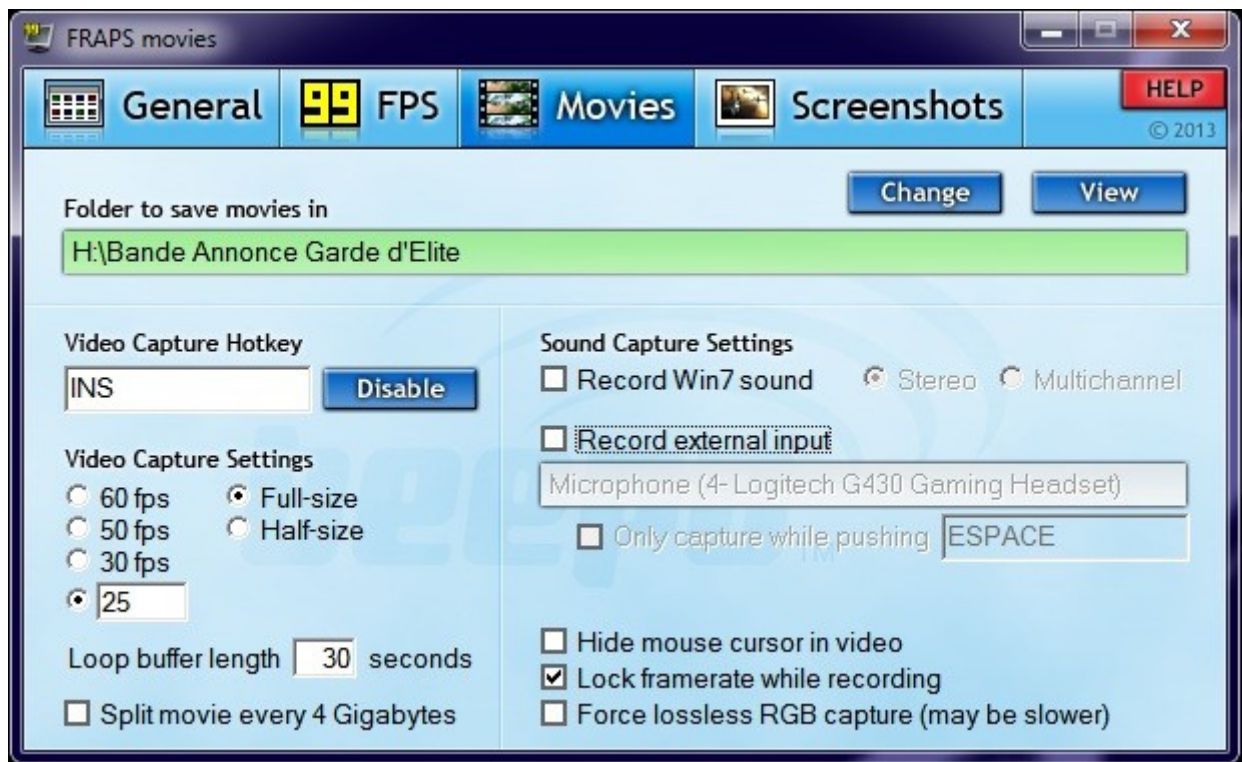 FRAPS movies
General
99 FPS
Movies
Screenshots
HELP
© 2013
Change
View
Folder to save movies in
H:\Bande Annonce Garde d'Elite
Video Capture Hotkey
INS
Disable
Video Capture Settings
60 fps
Full-size
50 fps
Half-size
30 fps
25
Loop buffer length 30 seconds
Split movie every 4 Gigabytes
Sound Capture Settings
Record Win7 sound
Stereo
Multichannel
Record external input
Microphone (4- Logitech G430 Gaming Headset)
Only capture while pushing ESPACE
Hide mouse cursor in video
Lock framerate while recording
Force lossless RGB capture (may be slower)
beepa TM